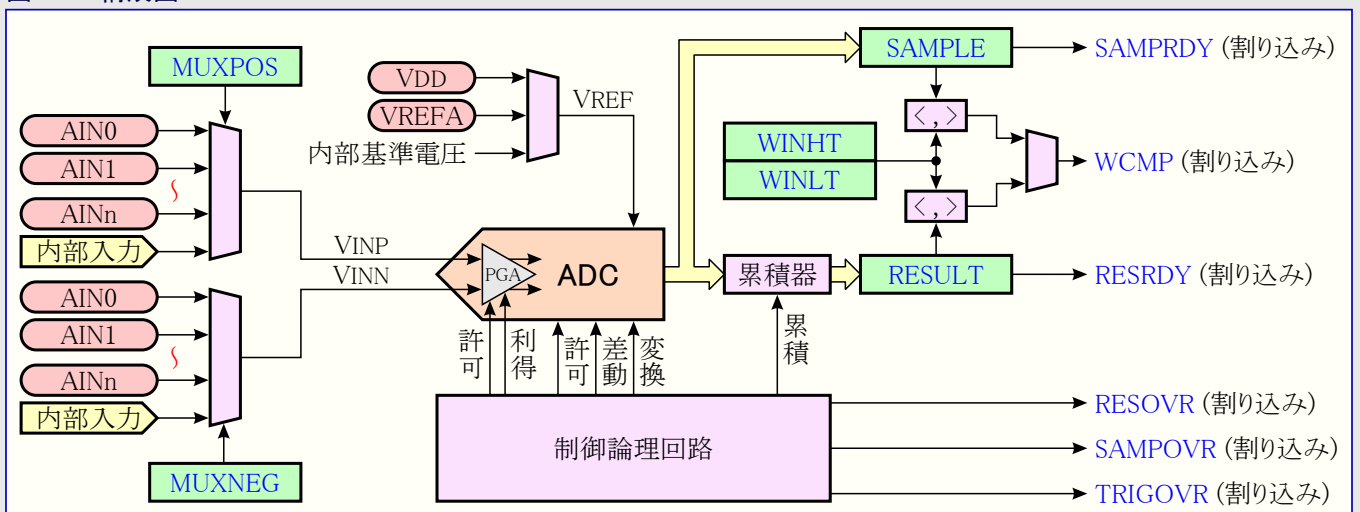 MUXPOS
AIN0
AIN1
AINn
内部入力
AIN0
AIN1
AINn
内部入力
MUXNEG
VDD
VREFA
内部基準電圧
VREF
VINP
VINN
PGA
ADC
許可
利得
許可
差動
変換
累積
制御論理回路
累積器
SAMPLE
WINHT
WINLT
< , >
< , >
RESULT
SAMPRDY (割り込み)
WCMP (割り込み)
RESRDY (割り込み)
RESOVR (割り込み)
SAMPOVR (割り込み)
TRIGOVR (割り込み)